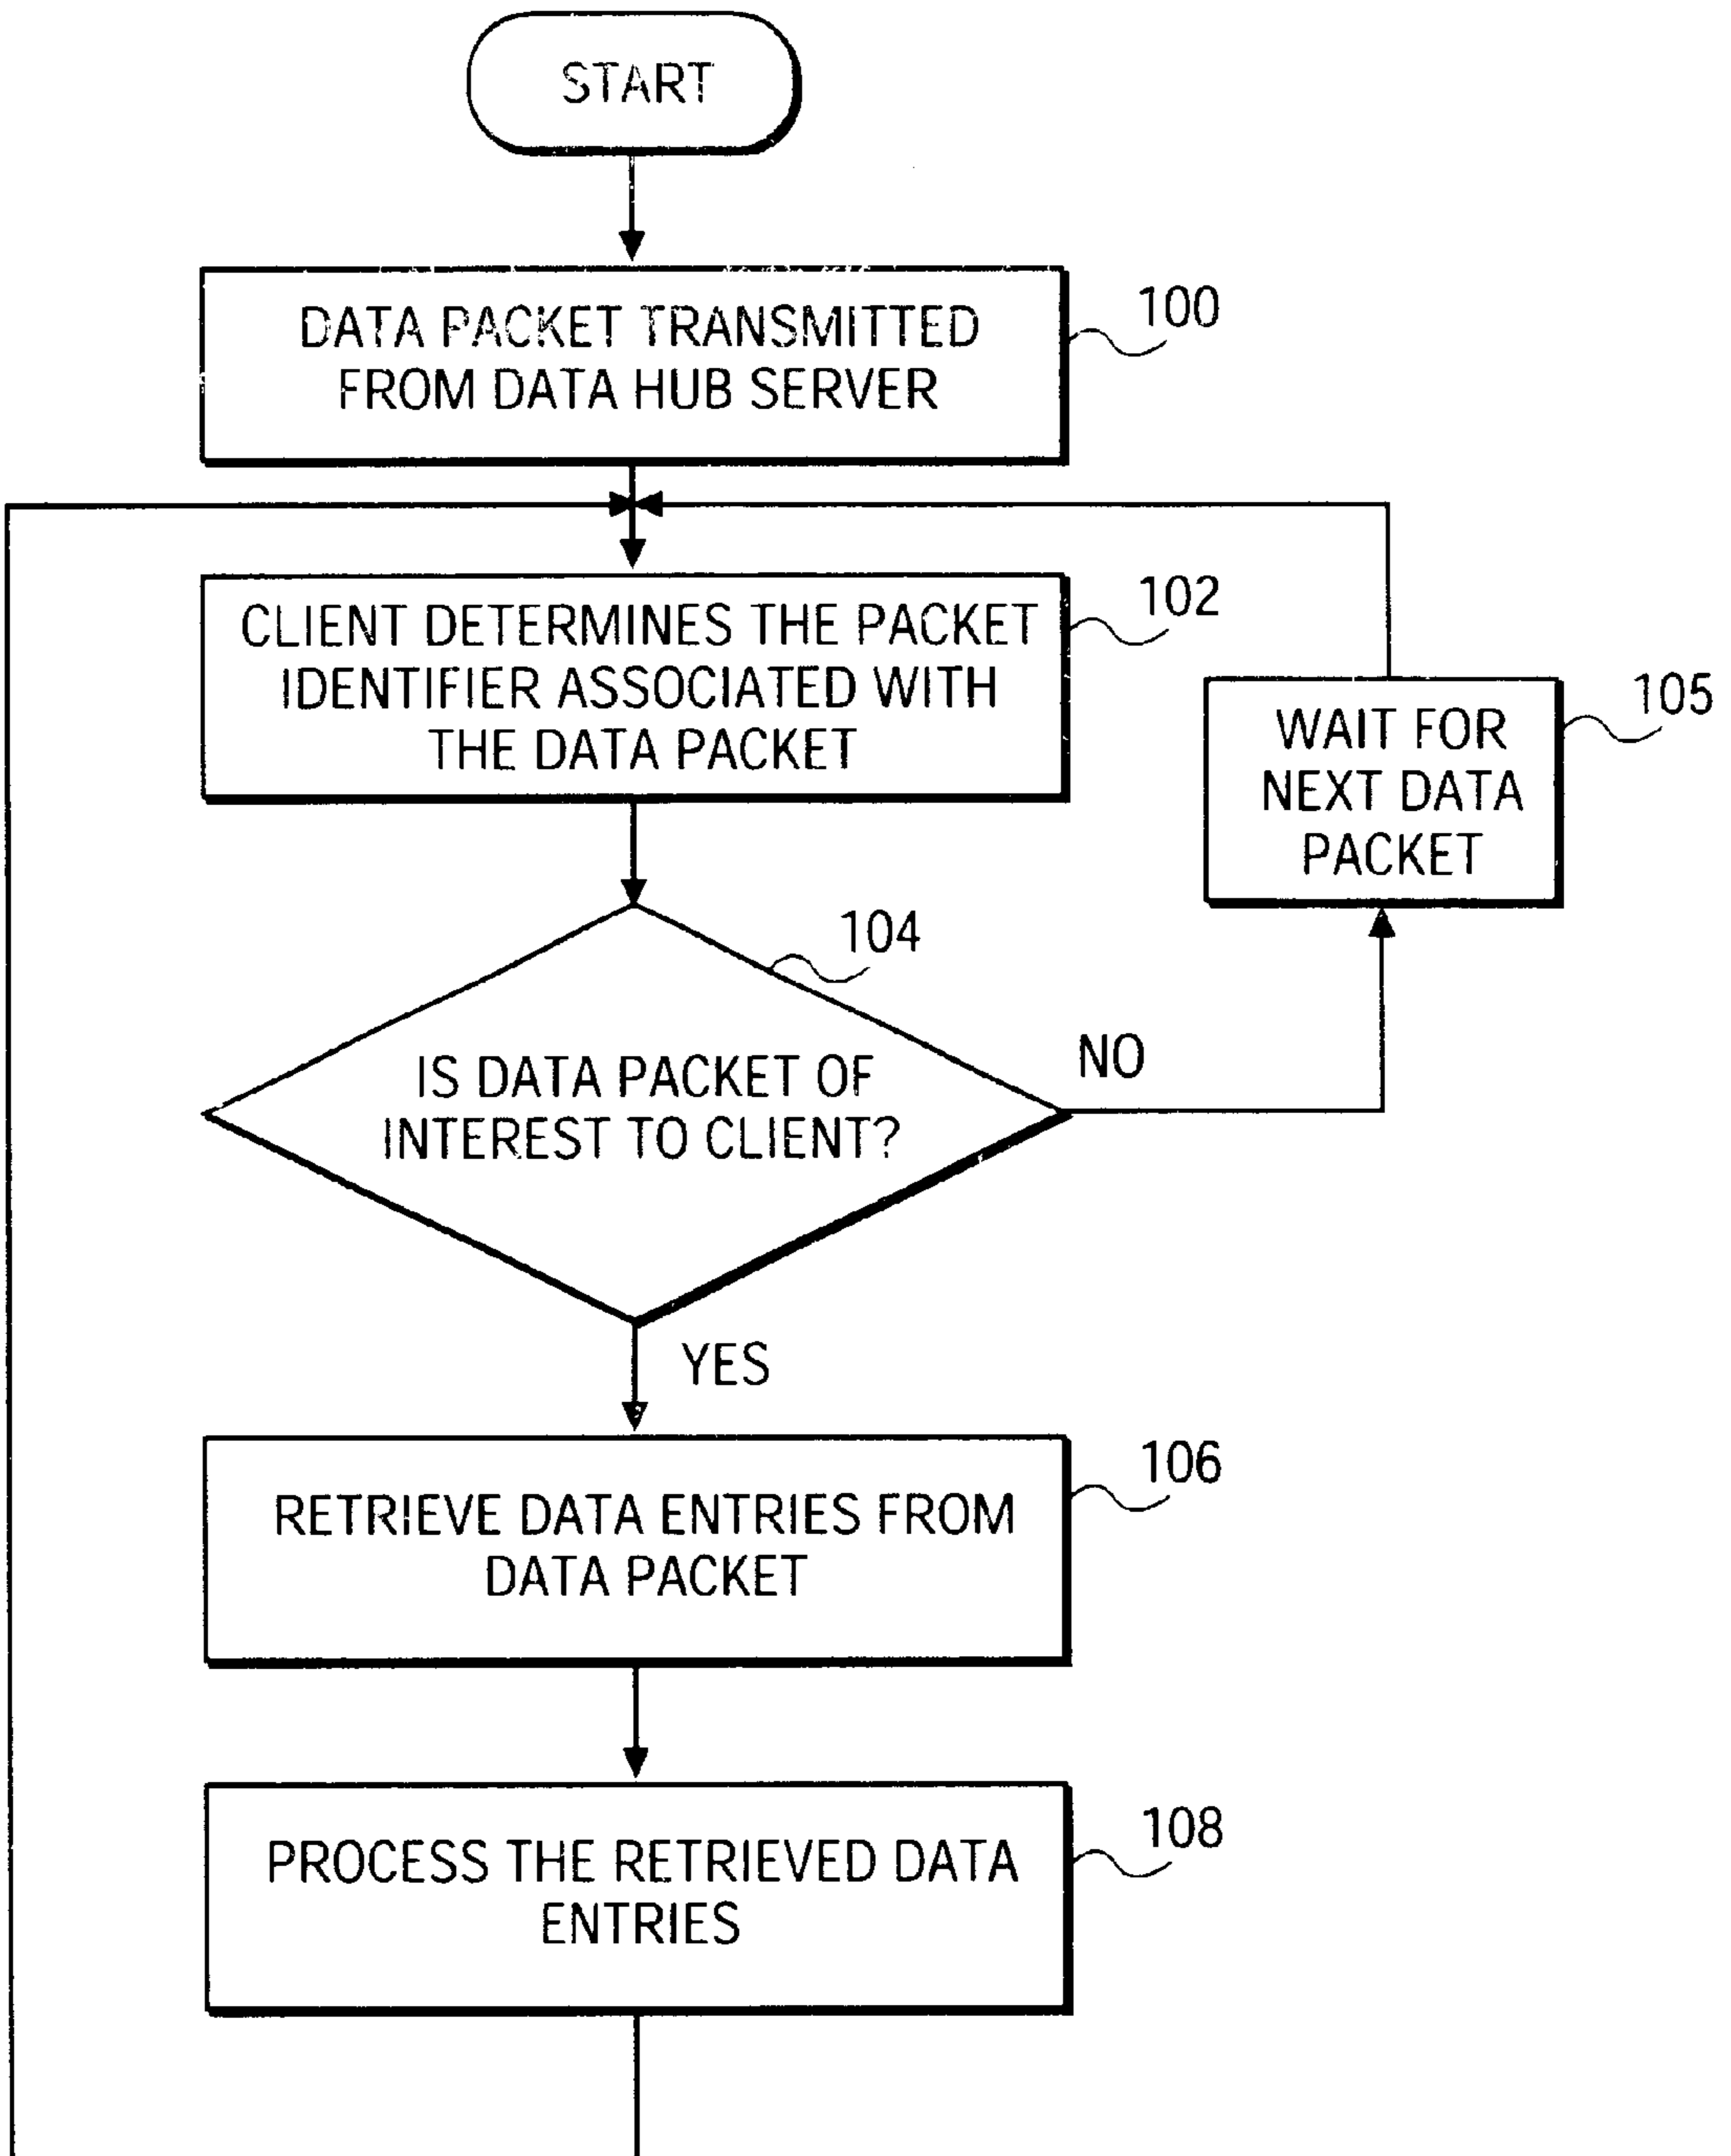 START
DATA PACKET TRANSMITTED
FROM DATA HUB SERVER
100
CLIENT DETERMINES THE PACKET
IDENTIFIER ASSOCIATED WITH
THE DATA PACKET
102
WAIT FOR
NEXT DATA
PACKET
105
104
IS DATA PACKET OF
INTEREST TO CLIENT?
NO
YES
RETRIEVE DATA ENTRIES FROM
DATA PACKET
106
PROCESS THE RETRIEVED DATA
ENTRIES
108